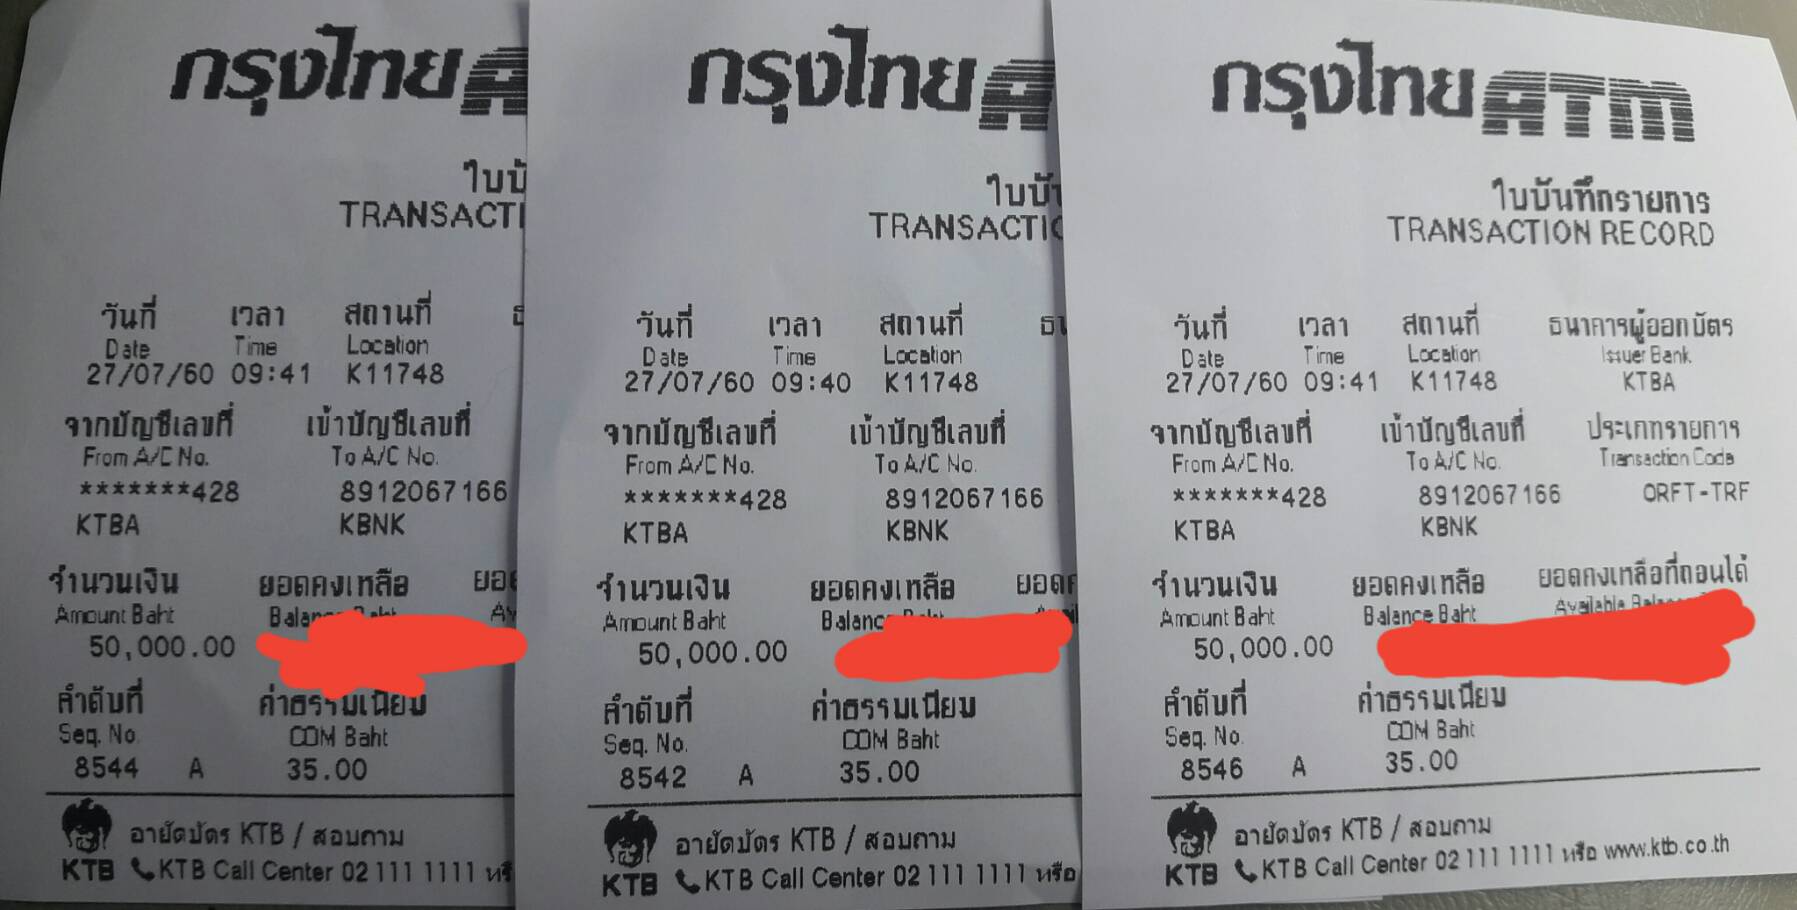 กรุงไทย
ใบบั
TRANSACTI
วันที่ เวลา สถานที่ ธ
Date Time Location
27/07/60 09:41 K11748
จากบัญชีเลขที่ เข้าบัญชีเลขที่
From A/C No. To A/C No.
*******428 8912067166
KTBA KBNK
จำนวนเงิน ยอดคงเหลือ ยอด
Amount Baht Balance Baht Av
50,000.00
ลำดับที่ ค่าธรรมเนียม
Seq. No. COM Baht
8544 A 35.00
อายัดบัตร KTB / สอบถาม
KTB KTB Call Center 02 111 1111 หรื
กรุงไทย
ใบบัน
TRANSACTIO
วันที่ เวลา สถานที่ ธน
Date Time Location
27/07/60 09:40 K11748
จากบัญชีเลขที่ เข้าบัญชีเลขที่
From A/C No. To A/C No.
*******428 8912067166
KTBA KBNK
จำนวนเงิน ยอดคงเหลือ ยอดค
Amount Baht Balance Baht Avail
50,000.00
ลำดับที่ ค่าธรรมเนียม
Seq. No. COM Baht
8542 A 35.00
อายัดบัตร KTB / สอบถาม
KTB KTB Call Center 02 111 1111 หรือ
กรุงไทย ATM
ใบบันทึกรายการ
TRANSACTION RECORD
วันที่ เวลา สถานที่ ธนาคารผู้ออกบัตร
Date Time Location Issuer Bank
27/07/60 09:41 K11748 KTBA
จากบัญชีเลขที่ เข้าบัญชีเลขที่ ประเภทรายการ
From A/C No. To A/C No. Transaction Code
*******428 8912067166 ORFT-TRF
KTBA KBNK
จำนวนเงิน ยอดคงเหลือ ยอดคงเหลือที่ถอนได้
Amount Baht Balance Baht Available Balance
50,000.00
ลำดับที่ ค่าธรรมเนียม
Seq. No. COM Baht
8546 A 35.00
อายัดบัตร KTB / สอบถาม
KTB KTB Call Center 02 111 1111 หรือ www.ktb.co.th